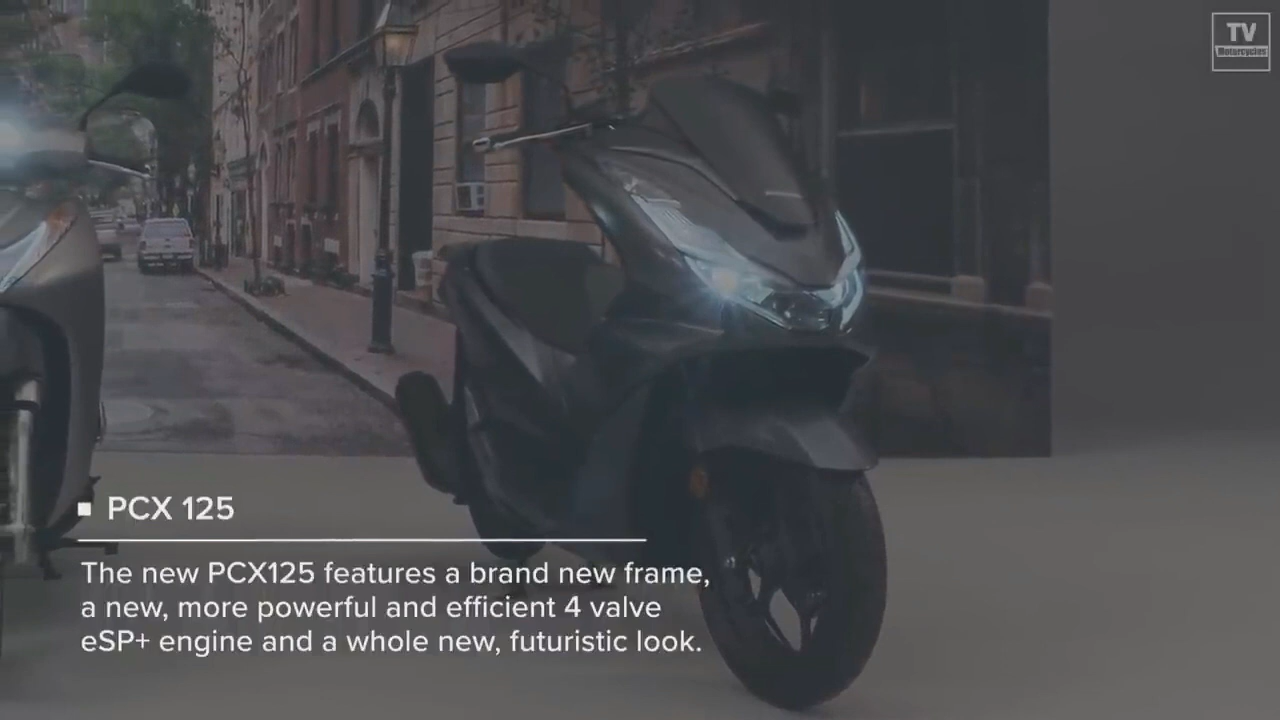 TV
Motorcycles
PCX 125
The new PCX125 features a brand new frame,
a new, more powerful and efficient 4 valve
eSP+ engine and a whole new, futuristic look.